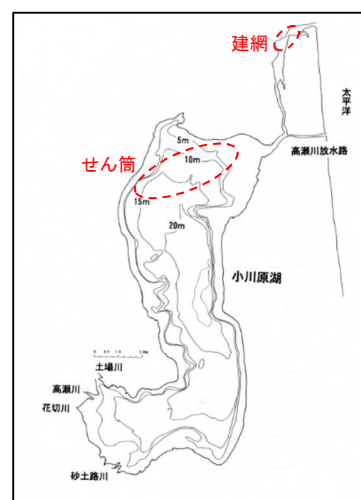 建網
太平洋
高瀬川放水路
せん筒
5m
10m
15m
20m
小川原湖
土場川
高瀬川
花切川
砂土路川